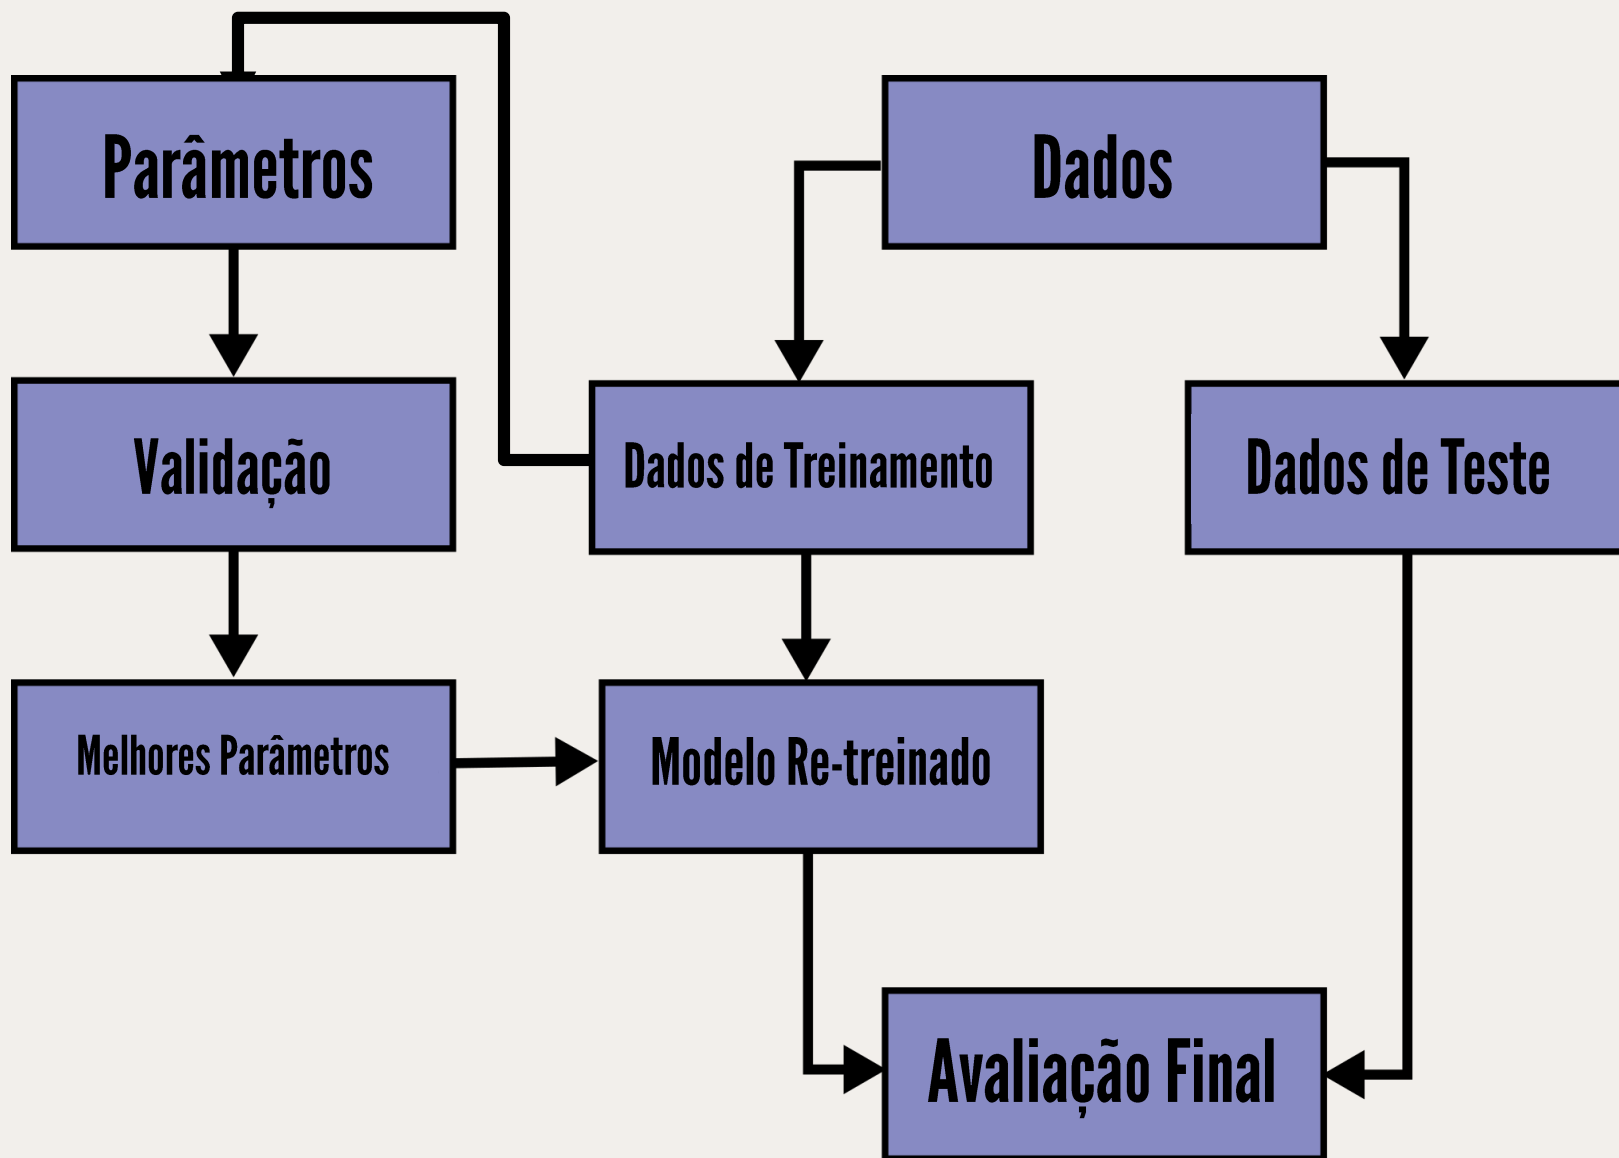 Parâmetros
Dados
Validação
Dados de Treinamento
Dados de Teste
Melhores Parâmetros
Modelo Re-treinado
Avaliação Final